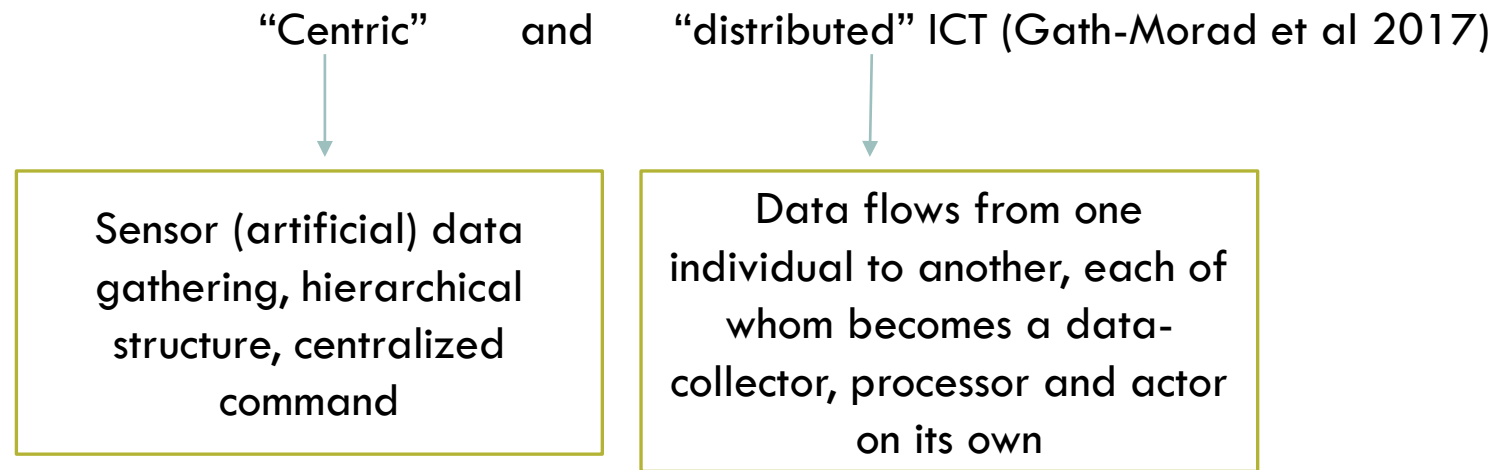 “Centric” and “distributed” ICT (Gath-Morad et al 2017)
Sensor (artificial) data
gathering, hierarchical
structure, centralized
command
Data flows from one
individual to another, each of
whom becomes a data-
collector, processor and actor
on its own